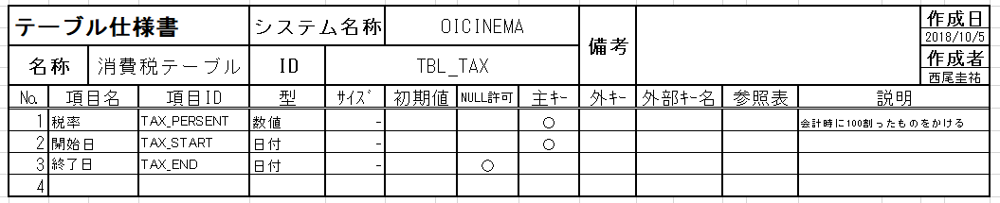 テーブル仕様書 システム名称 OICINEMA 備考 作成日
2018/10/5
名称 消費税テーブル ID TBL_TAX 作成者
西尾圭祐
No. 項目名 項目ID 型 ｻｲｽﾞ 初期値 NULL許可 主ｷｰ 外ｷｰ 外部ｷｰ名 参照表 説明
1 税率 TAX_PERSENT 数値 - ○ 会計時に100割ったものをかける
2 開始日 TAX_START 日付 - ○
3 終了日 TAX_END 日付 - ○
4